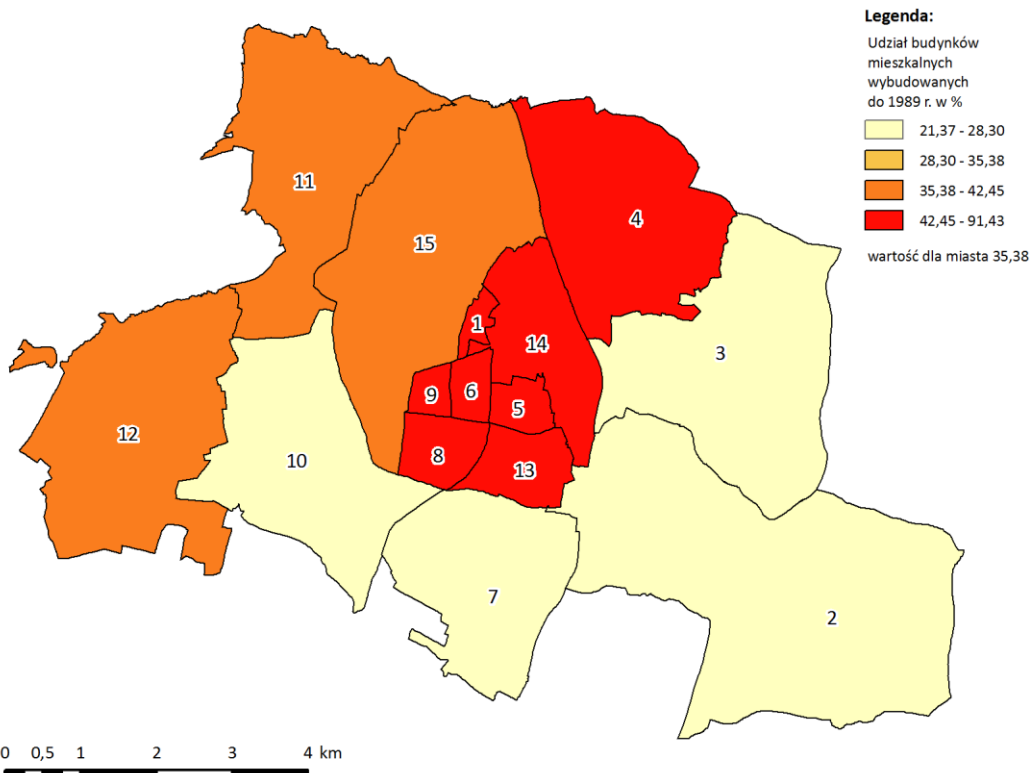 Legenda:
Udział budynków
mieszkalnych
wybudowanych
do 1989 r. w %
21,37 - 28,30
28,30 - 35,38
35,38 - 42,45
42,45 - 91,43
wartość dla miasta 35,38
11
4
15
1
14
3
6
9
5
12
8
10
13
7
2
0 0,5 1 2 3 4 km